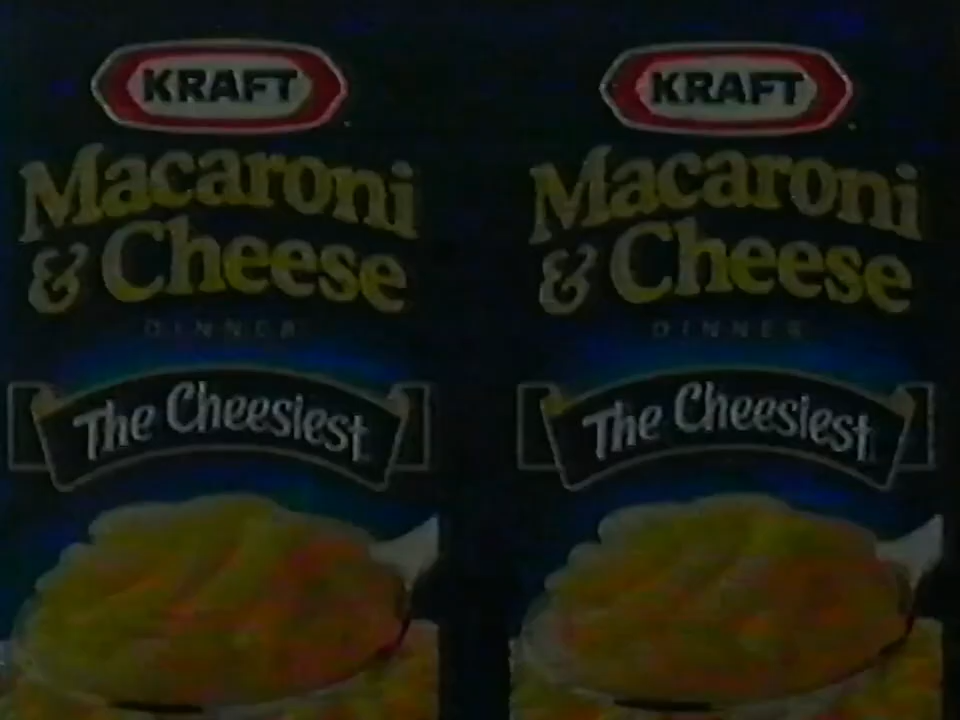 KRAFT
Macaroni
& Cheese
DINNER
The Cheesiest
KRAFT
Macaroni
& Cheese
DINNER
The Cheesiest